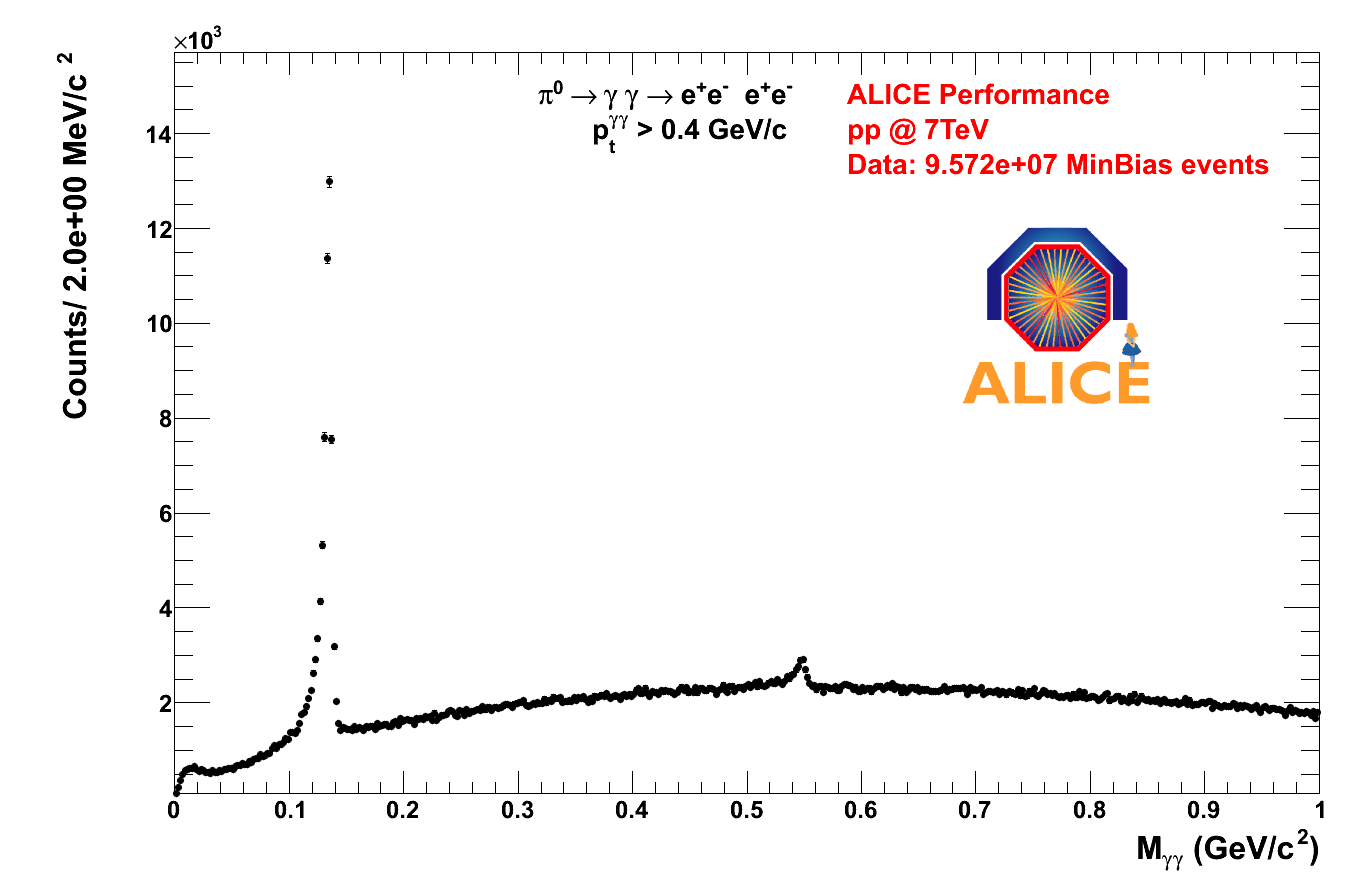 ×10³
Counts/ 2.0e+00 MeV/c²
π⁰ → γ γ → e⁺e⁻ e⁺e⁻
pₜ^γγ > 0.4 GeV/c
ALICE Performance
pp @ 7TeV
Data: 9.572e+07 MinBias events
ALICE
14
12
10
8
6
4
2
0 0.1 0.2 0.3 0.4 0.5 0.6 0.7 0.8 0.9 1
M_γγ (GeV/c²)